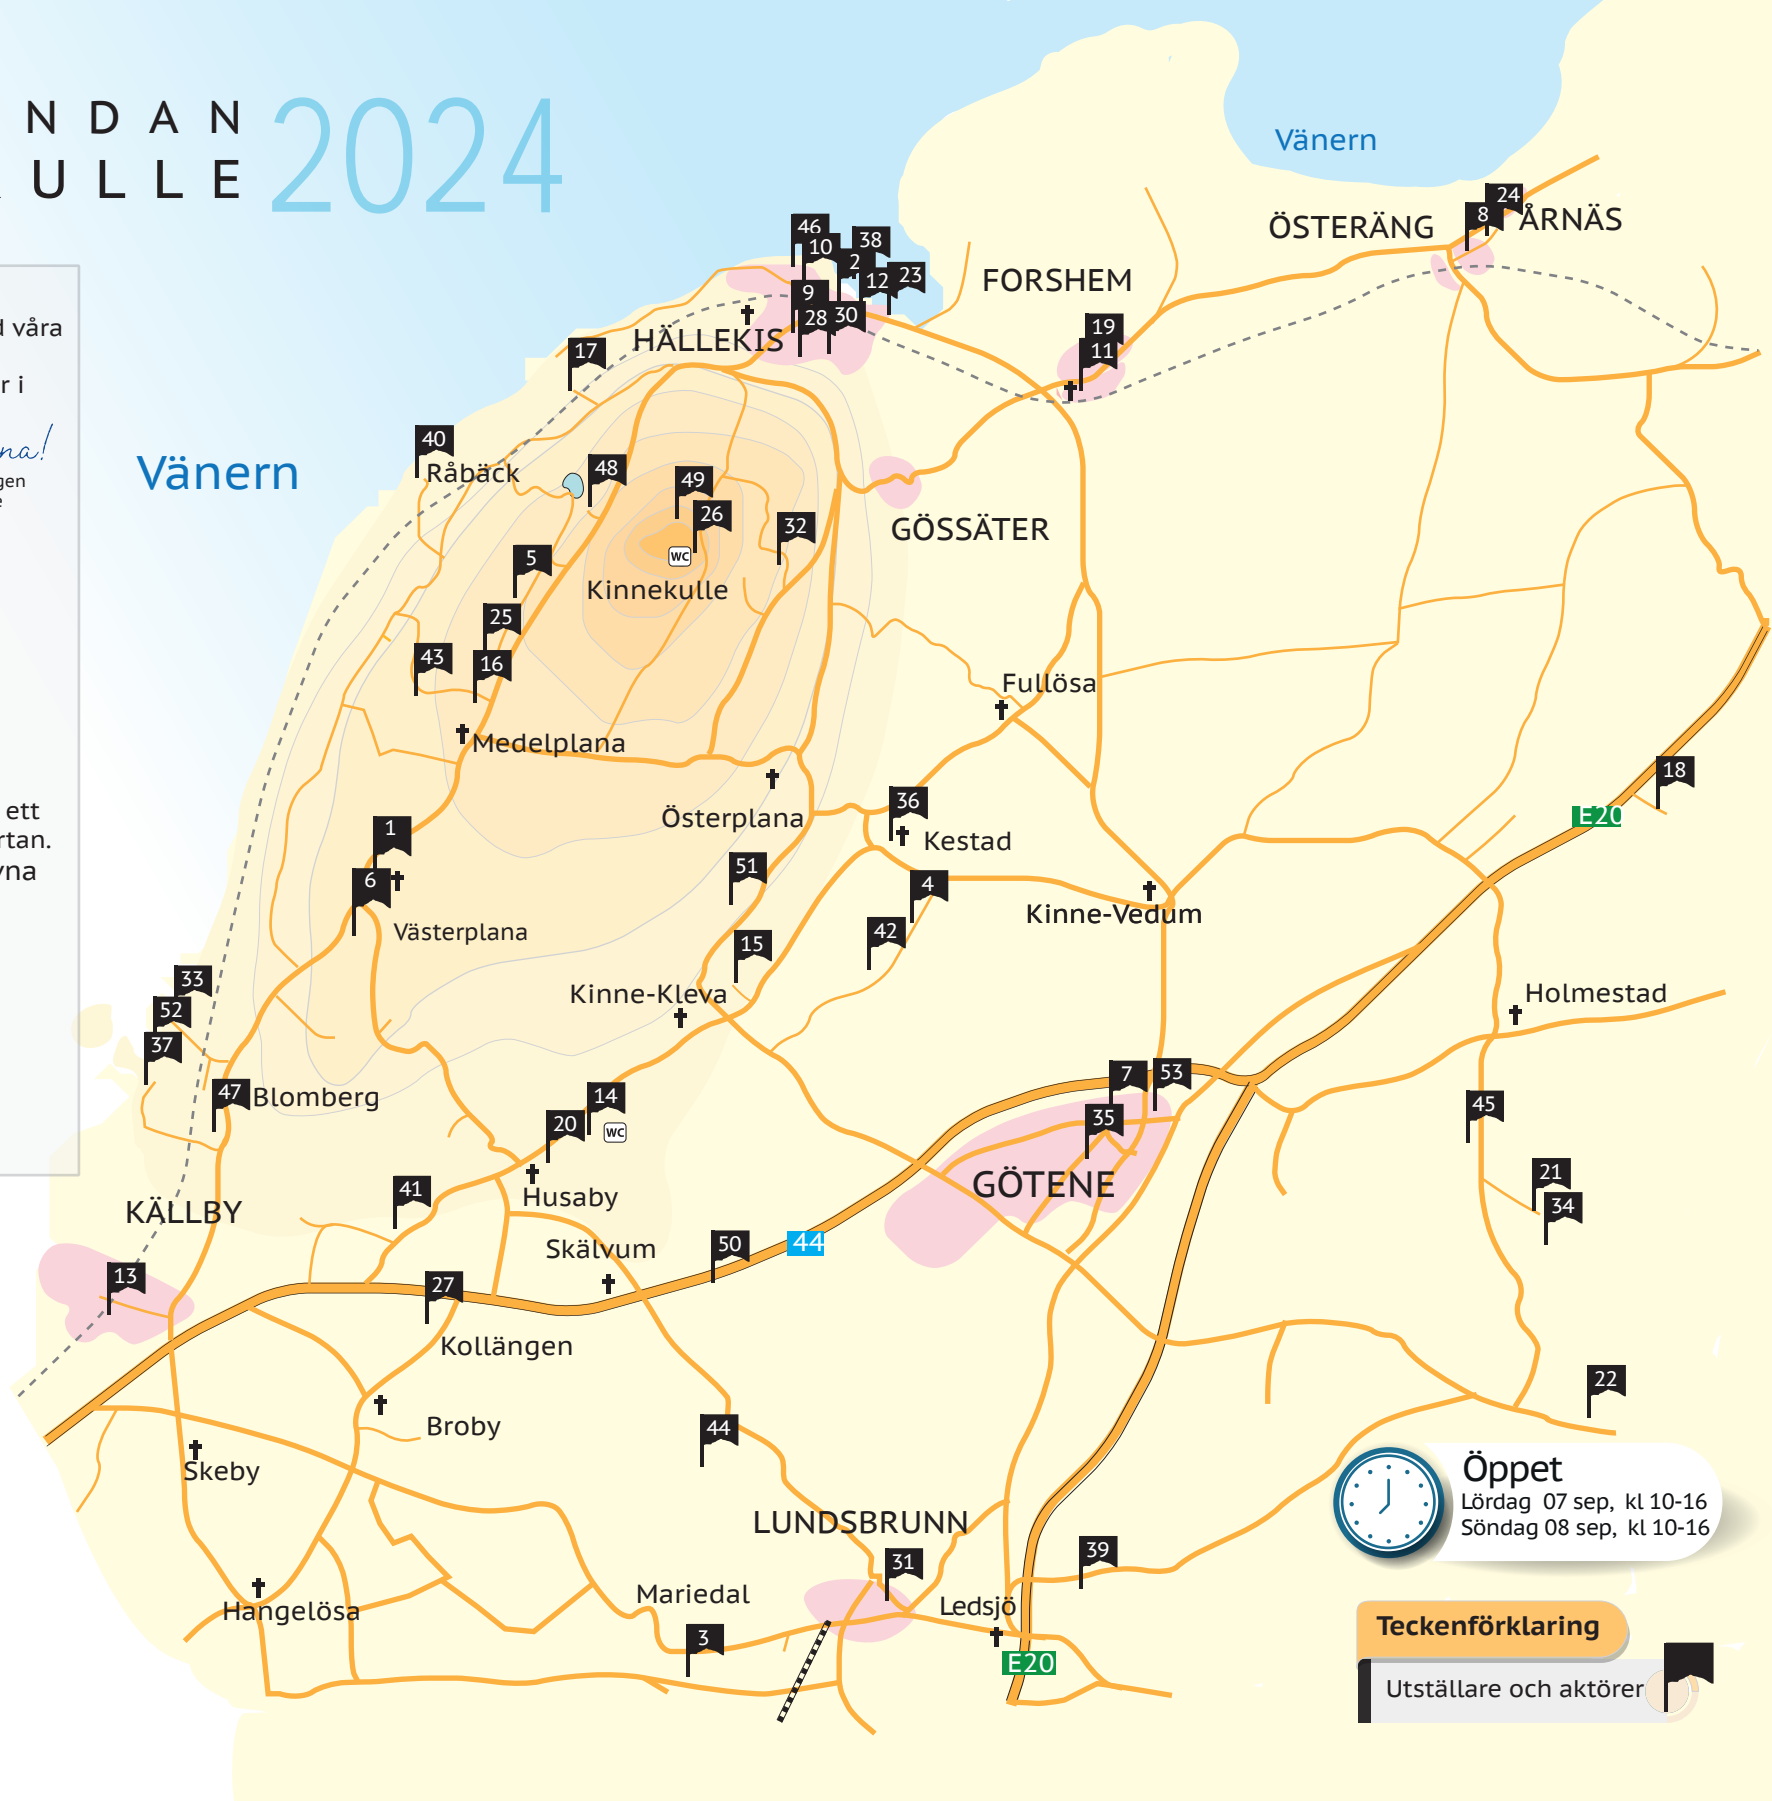 NDAN
ULLE 2024
våra
r i
na!
gen
e
ett
rtan.
vna
Vänern
Vänern
24
8
ÖSTERÄNG
ÅRNÄS
46
10
38
2
12
23
9
28
30
FORSHEM
19
11
HÄLLEKIS
17
40
Råbäck
48
49
26
32
GÖSSÄTER
5
Kinnekulle
WC
25
43
16
Fullösa
Medelplana
18
E20
Österplana
36
Kestad
1
51
6
4
Kinne-Vedum
Västerplana
42
15
33
52
37
Kinne-Kleva
Holmestad
47
Blomberg
7
53
14
20
WC
35
45
GÖTENE
21
34
41
Husaby
KÄLLBY
Skälvum
50
44
13
27
Kollängen
22
Broby
44
Skeby
Öppet
Lördag 07 sep, kl 10-16
Söndag 08 sep, kl 10-16
LUNDSBRUNN
31
39
Mariedal
Ledsjö
Hangelösa
3
E20
Teckenförklaring
Utställare och aktörer